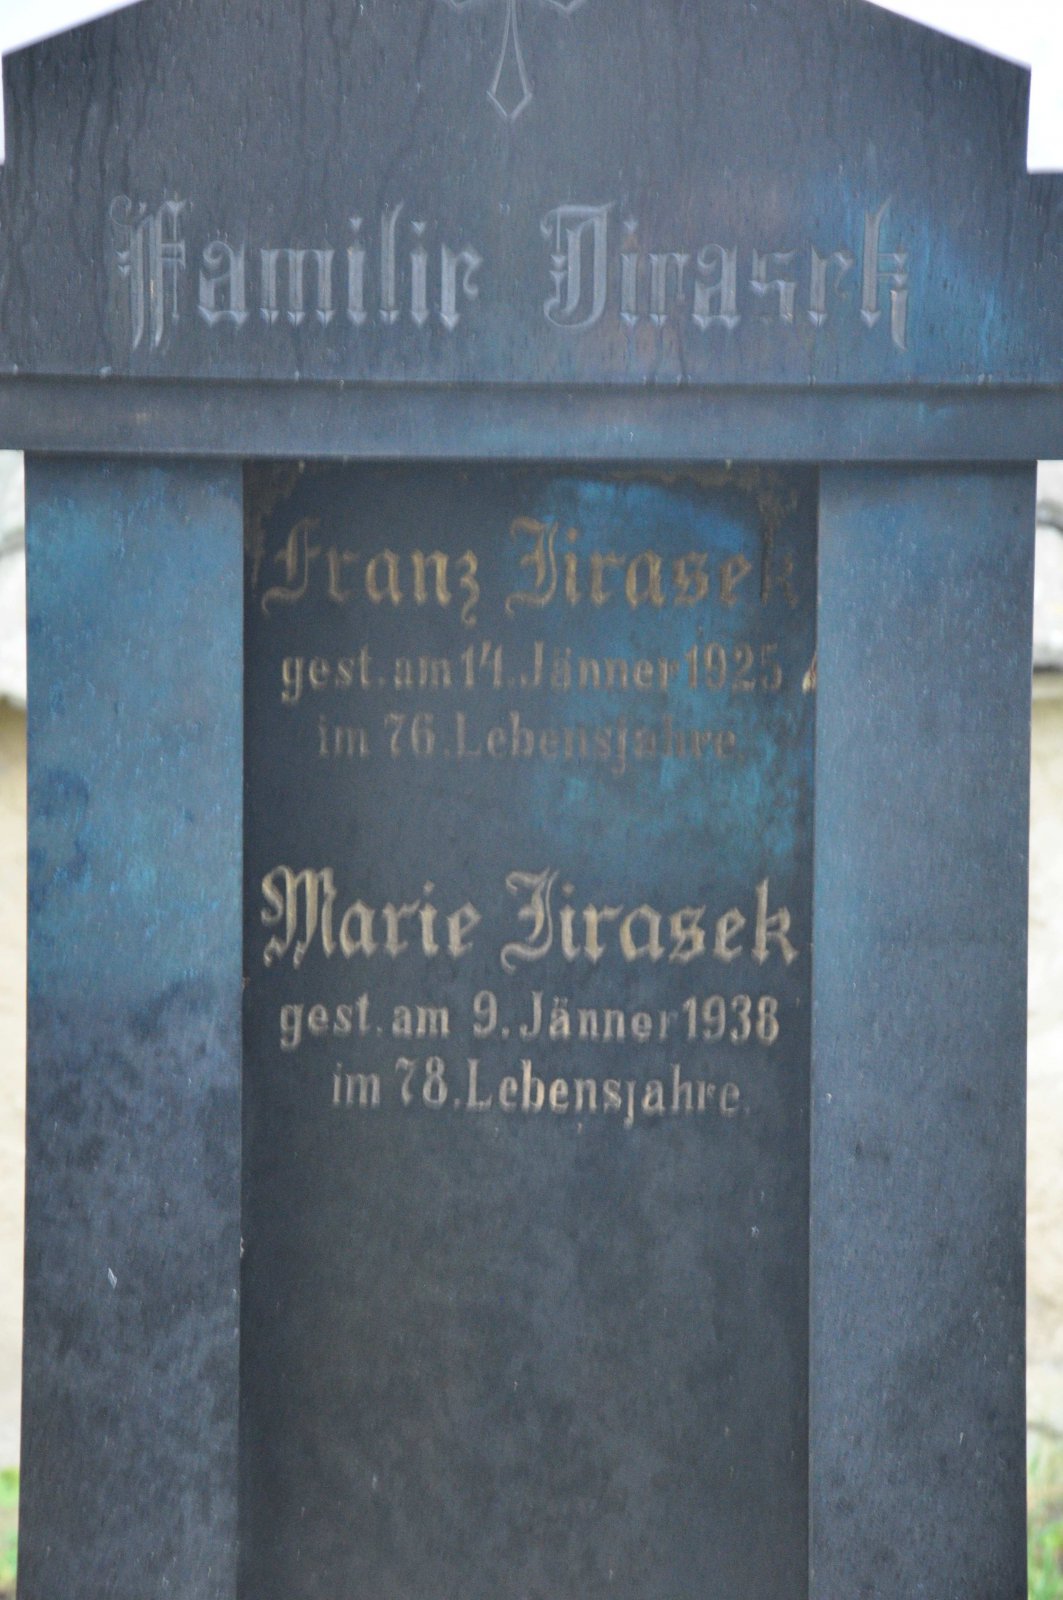 Familie Jirasek
Franz Jirasek
gest. am 14. Jänner 1925
im 76. Lebensjahre.
Marie Jirasek
gest. am 9. Jänner 1938
im 78. Lebensjahre.